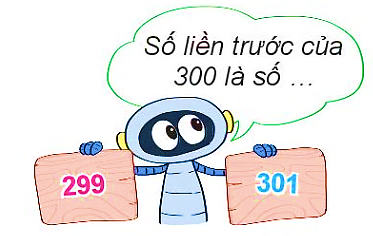 Số liền trước của
300 là số ...
299
301